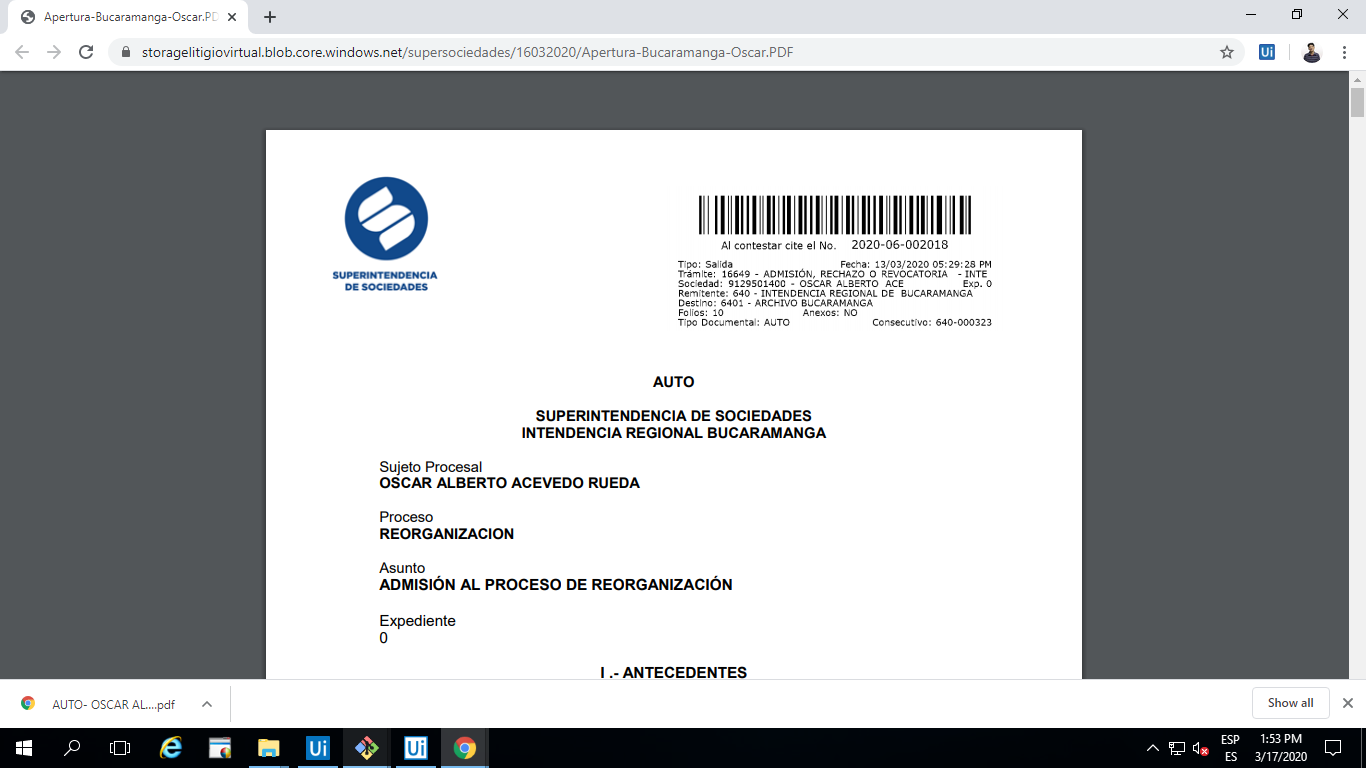 Apertura-Bucaramanga-Oscar.PD
storagelitigiovirtual.blob.core.windows.net/supersociedades/16032020/Apertura-Bucaramanga-Oscar.PDF
Ui
SUPERINTENDENCIA
DE SOCIEDADES
Al contestar cite el No. 2020-06-002018
Tipo: Salida Fecha: 13/03/2020 05:29:28 PM
Trámite: 16649 - ADMISIÓN, RECHAZO O REVOCATORIA - INTE
Sociedad: 9129501400 - OSCAR ALBERTO ACE Exp. 0
Remitente: 640 - INTENDENCIA REGIONAL DE BUCARAMANGA
Destino: 6401 - ARCHIVO BUCARAMANGA
Folios: 10 Anexos: NO
Tipo Documental: AUTO Consecutivo: 640-000323
AUTO
SUPERINTENDENCIA DE SOCIEDADES
INTENDENCIA REGIONAL BUCARAMANGA
Sujeto Procesal
OSCAR ALBERTO ACEVEDO RUEDA
Proceso
REORGANIZACION
Asunto
ADMISIÓN AL PROCESO DE REORGANIZACIÓN
Expediente
0
I .- ANTECEDENTES
AUTO- OSCAR AL....pdf
Show all
Ui
Ui
ESP
ES
1:53 PM
3/17/2020